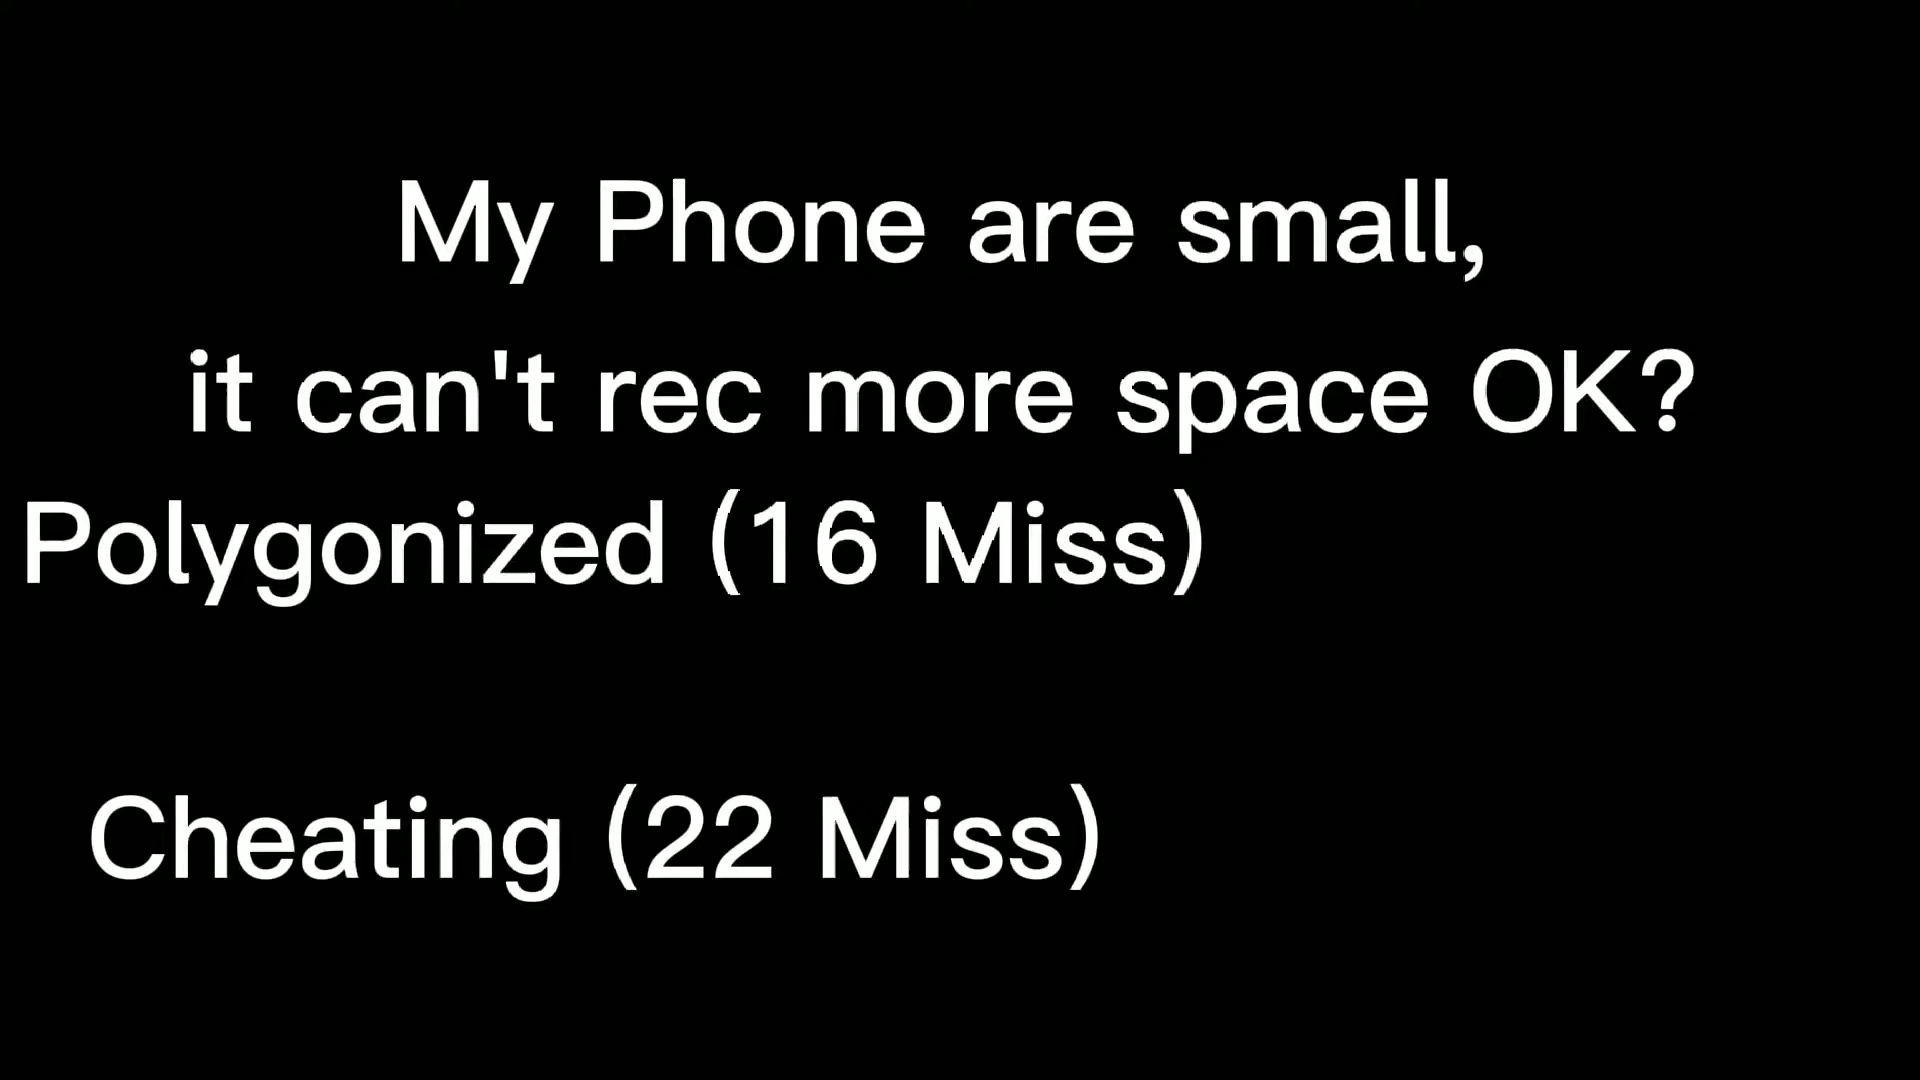 My Phone are small,
it can't rec more space OK?
Polygonized (16 Miss)
Cheating (22 Miss)